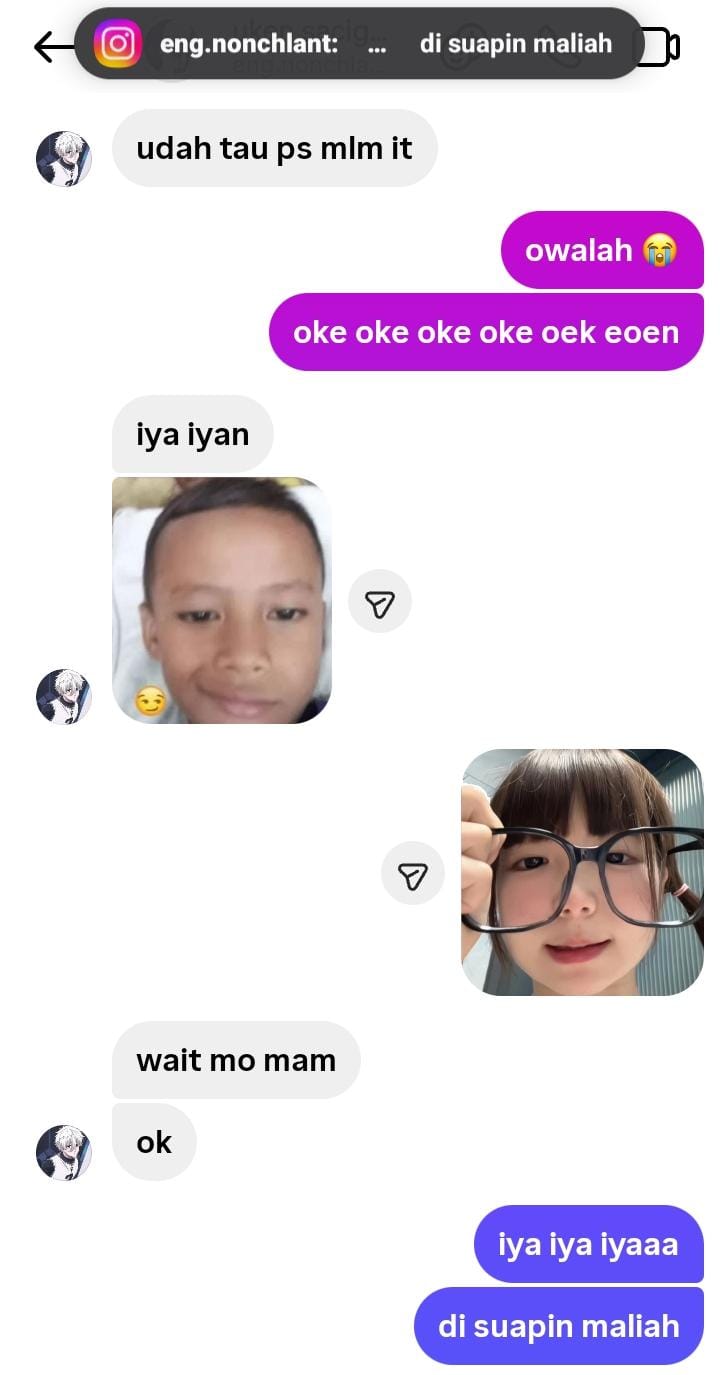 eng.nonchlant: ... di suapin maliah
udah tau ps mlm it
owalah 😭
oke oke oke oke oek eoen
iya iyan
😏
wait mo mam
ok
iya iya iyaaa
di suapin maliah